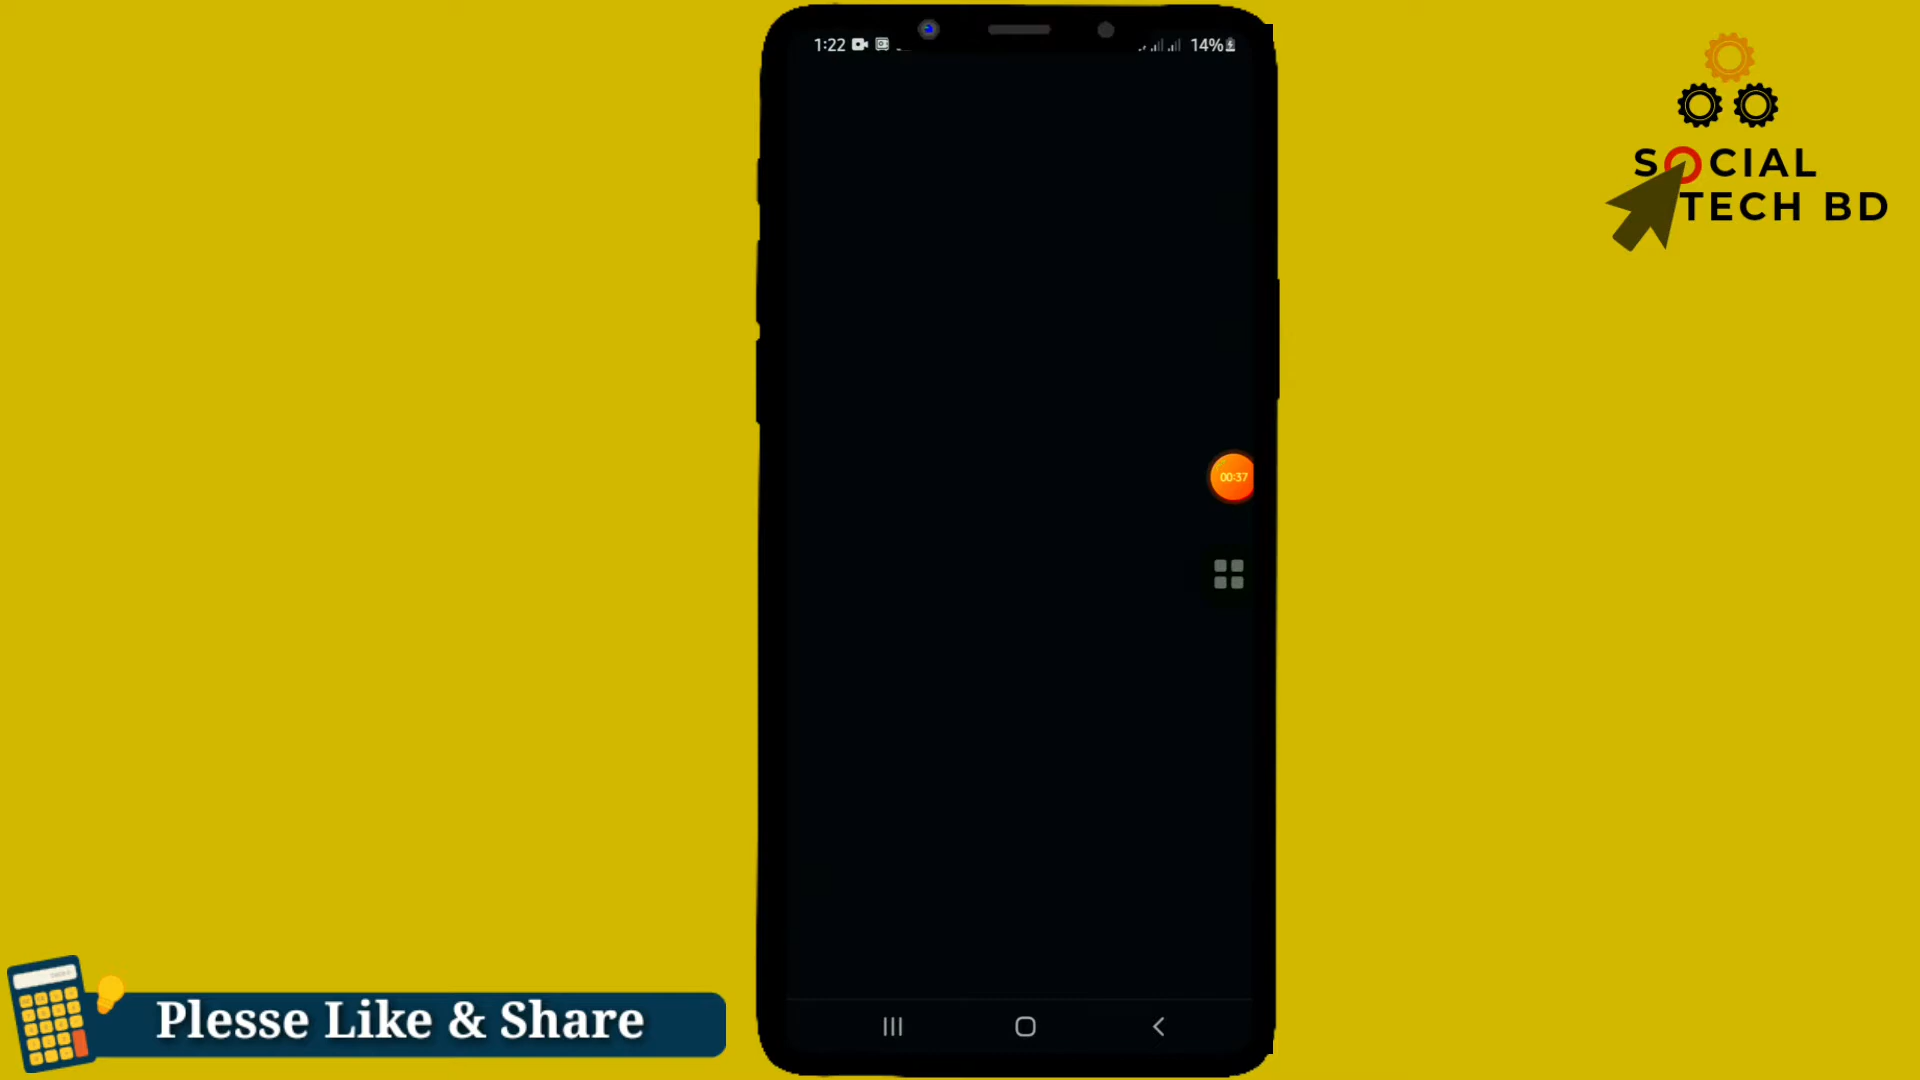 1:22
14%
SOCIAL
TECH BD
00:37
Plesse Like & Share